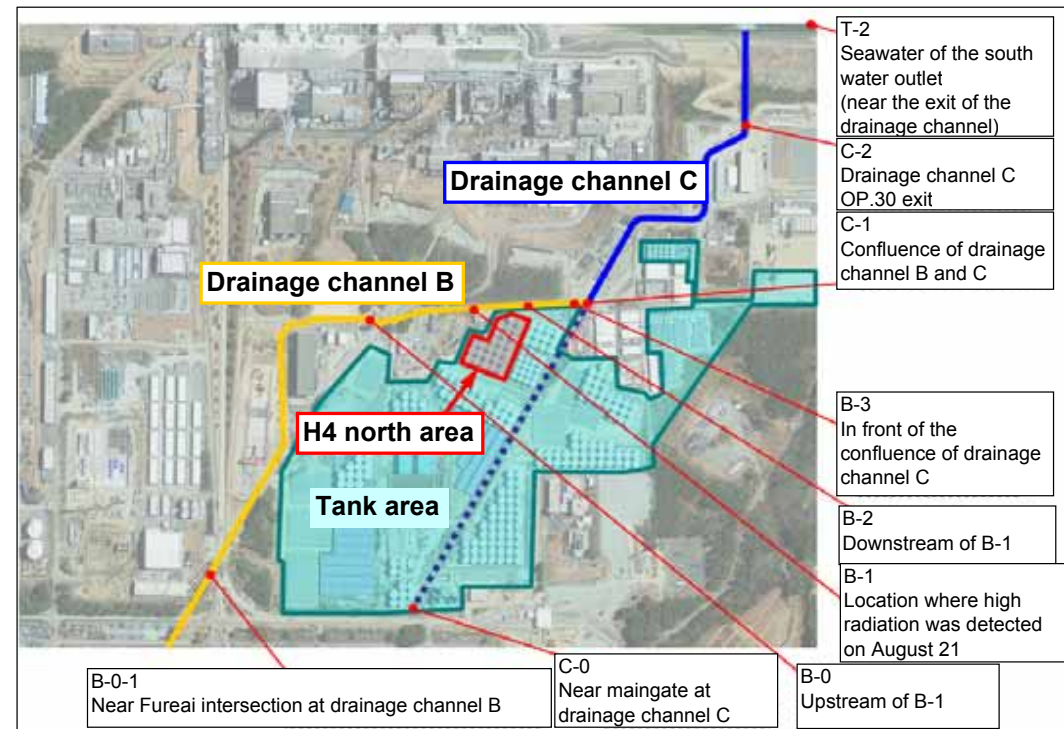 T-2
Seawater of the south
water outlet
(near the exit of the
drainage channel)
C-2
Drainage channel C
OP.30 exit
C-1
Confluence of drainage
channel B and C
Drainage channel C
Drainage channel B
H4 north area
Tank area
B-3
In front of the
confluence of drainage
channel C
B-2
Downstream of B-1
B-1
Location where high
radiation was detected
on August 21
B-0-1
Near Fureai intersection at drainage channel B
C-0
Near maingate at
drainage channel C
B-0
Upstream of B-1